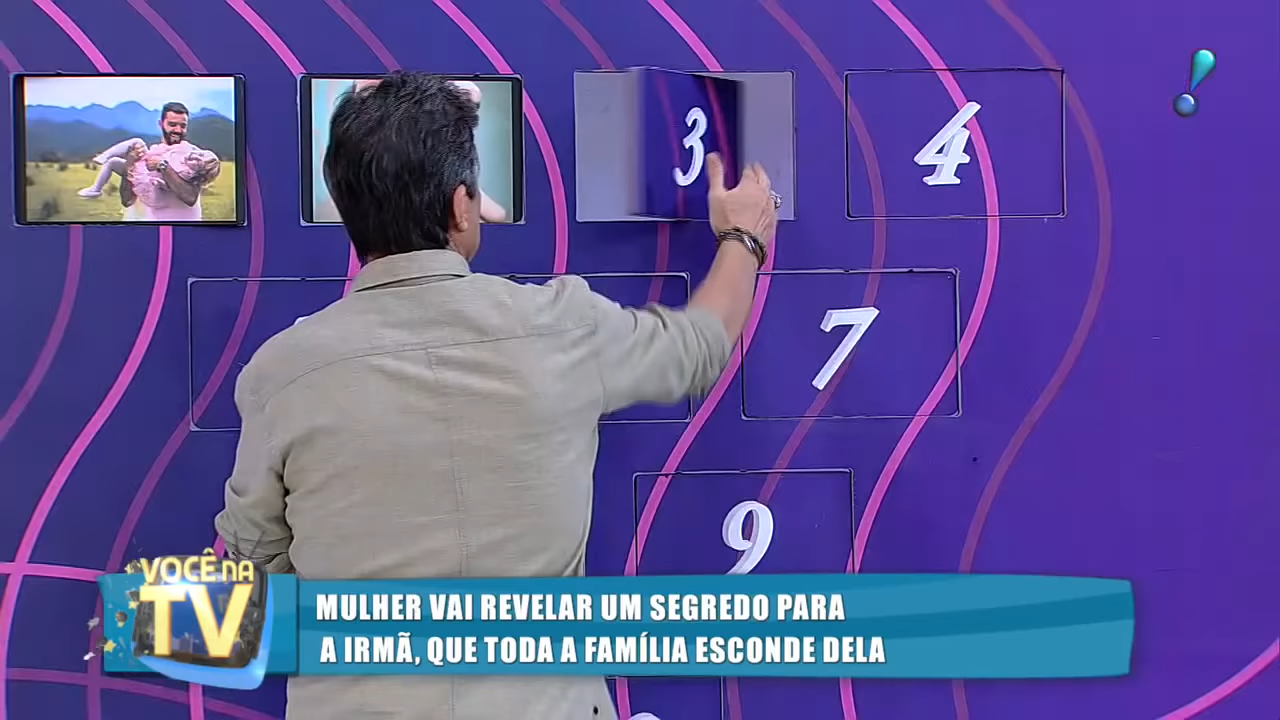 3
4
7
9
VOCÊ NA
TV
MULHER VAI REVELAR UM SEGREDO PARA
A IRMÃ, QUE TODA A FAMÍLIA ESCONDE DELA